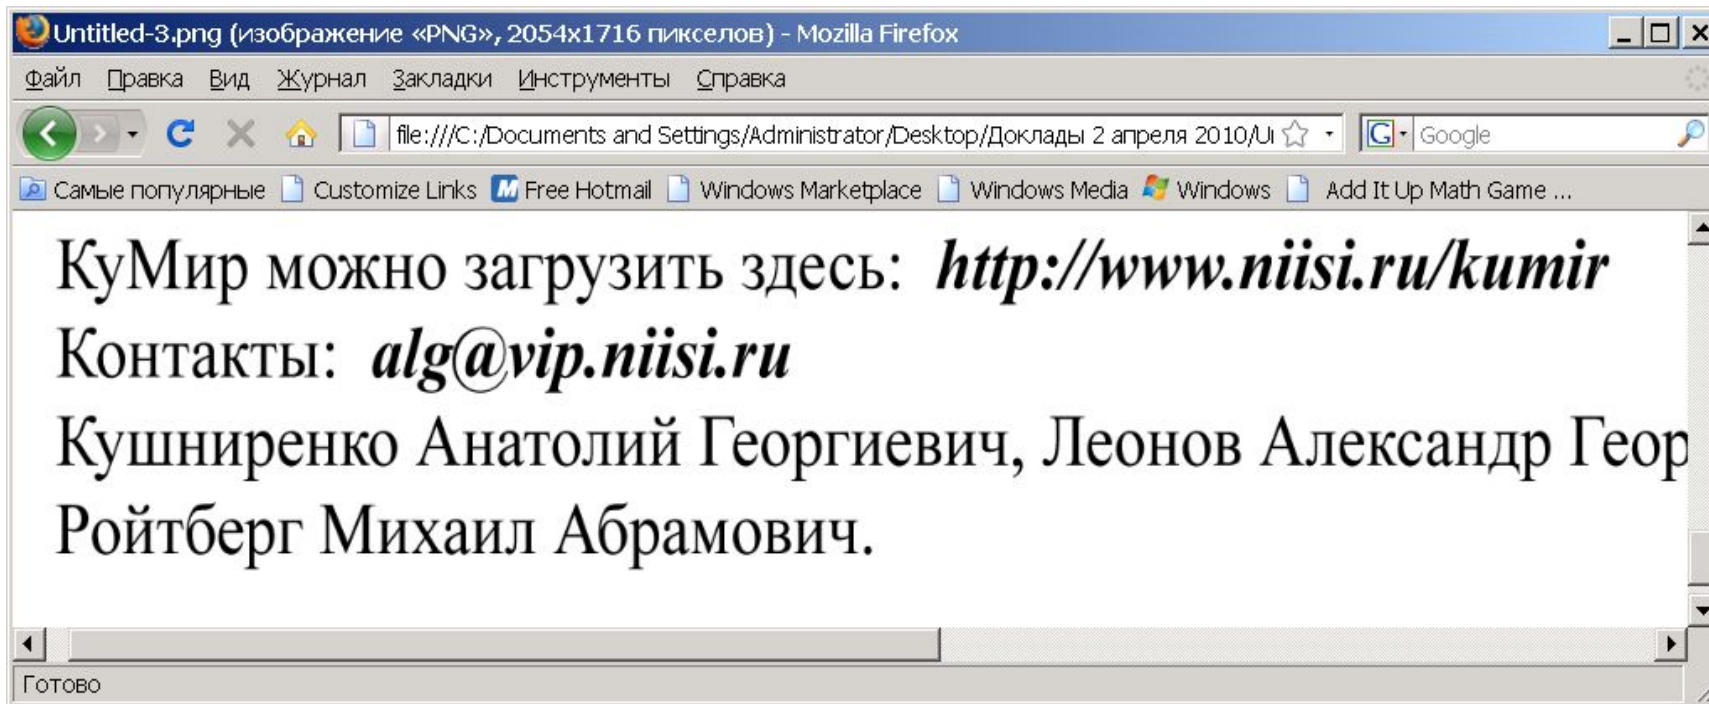 Untitled-3.png (изображение «PNG», 2054x1716 пикселов) - Mozilla Firefox
Файл Правка Вид Журнал Закладки Инструменты Справка
file:///C:/Documents and Settings/Administrator/Desktop/Доклады 2 апреля 2010/ G Google
Самые популярные Customize Links Free Hotmail Windows Marketplace Windows Media Windows Add It Up Math Game ...
КуМир можно загрузить здесь: http://www.niisi.ru/kumir
Контакты: alg@vip.niisi.ru
Кушниренко Анатолий Георгиевич, Леонов Александр Геор
Ройтберг Михаил Абрамович.
Готово